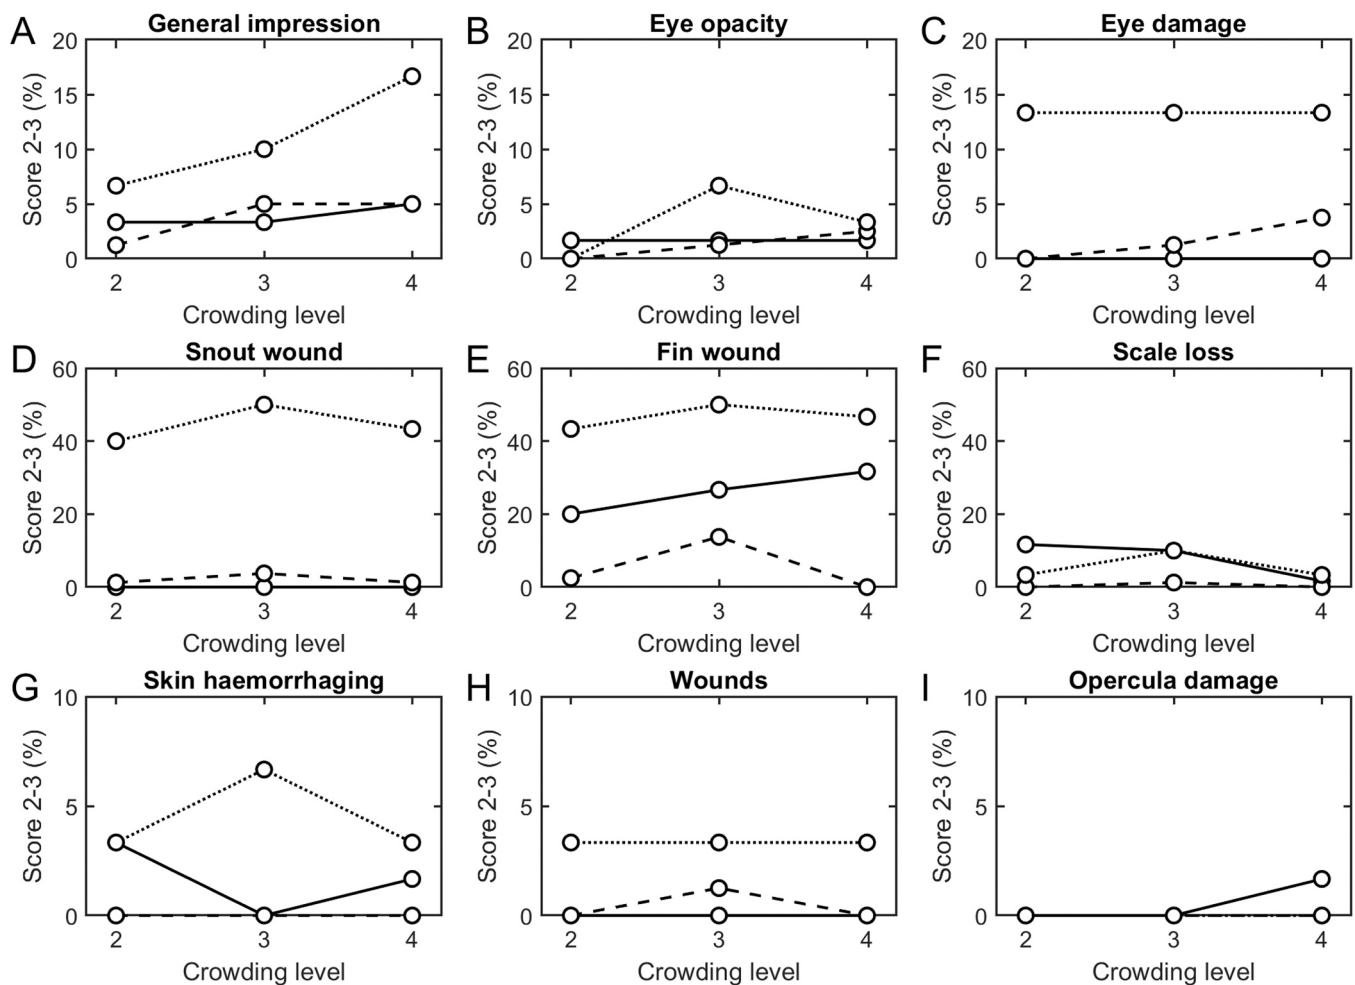 A General impression
20
15
10
5
0
Score 2-3 (%)
2 3 4
Crowding level
B Eye opacity
20
15
10
5
0
Score 2-3 (%)
2 3 4
Crowding level
C Eye damage
20
15
10
5
0
Score 2-3 (%)
2 3 4
Crowding level
D Snout wound
60
40
20
0
Score 2-3 (%)
2 3 4
Crowding level
E Fin wound
60
40
20
0
Score 2-3 (%)
2 3 4
Crowding level
F Scale loss
60
40
20
0
Score 2-3 (%)
2 3 4
Crowding level
G Skin haemorrhaging
10
5
0
Score 2-3 (%)
2 3 4
Crowding level
H Wounds
10
5
0
Score 2-3 (%)
2 3 4
Crowding level
I Opercula damage
10
5
0
Score 2-3 (%)
2 3 4
Crowding level